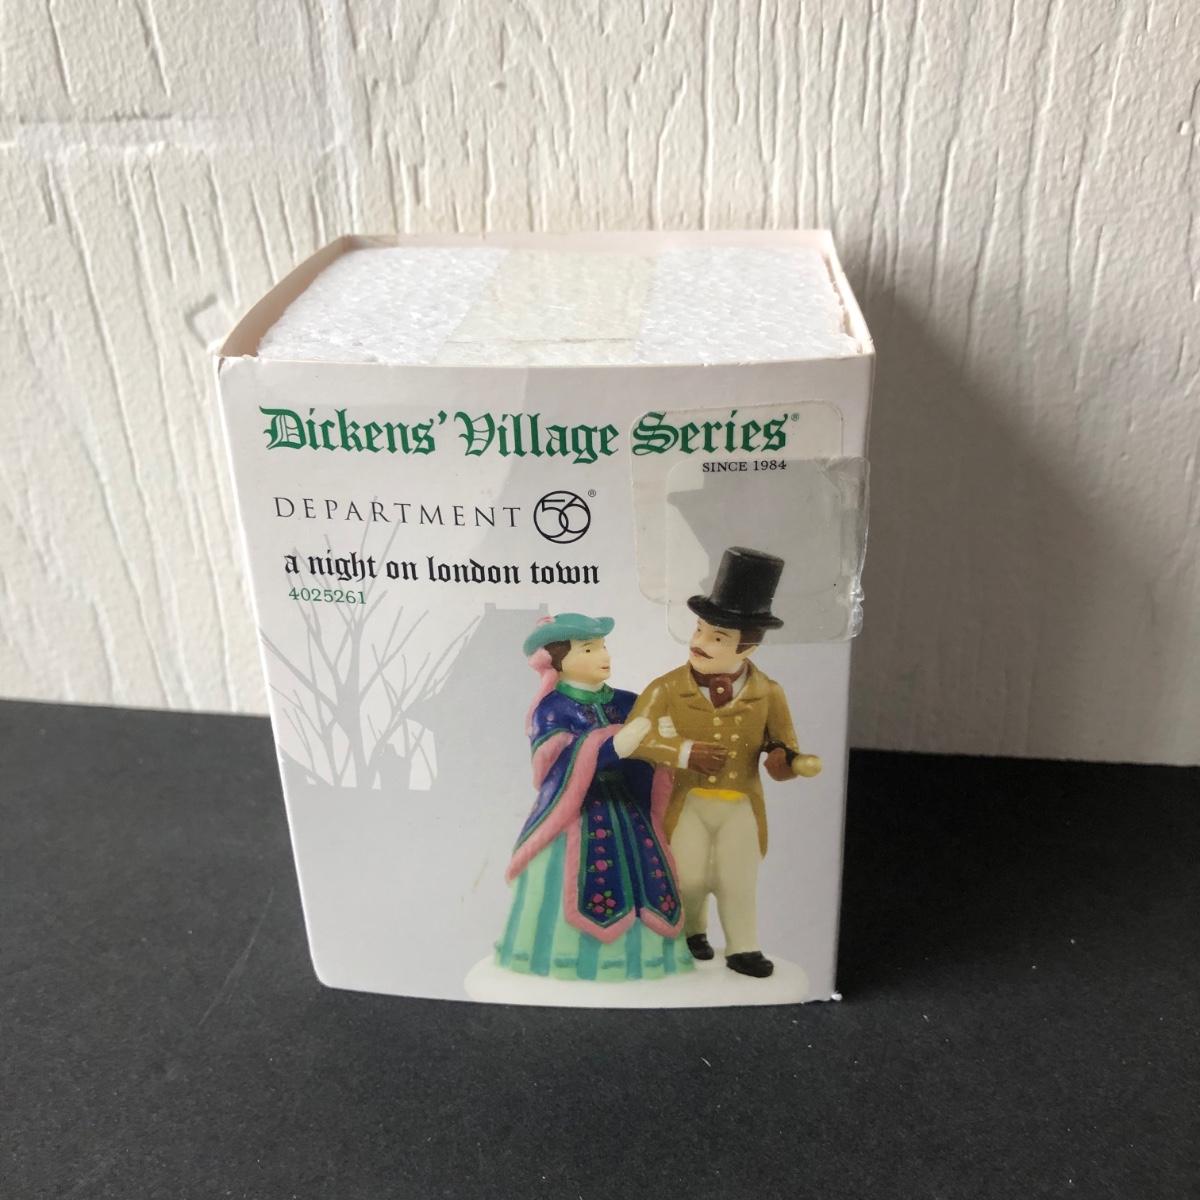 Dickens' Village Series®
SINCE 1984
DEPARTMENT 56®
a night on london town
4025261